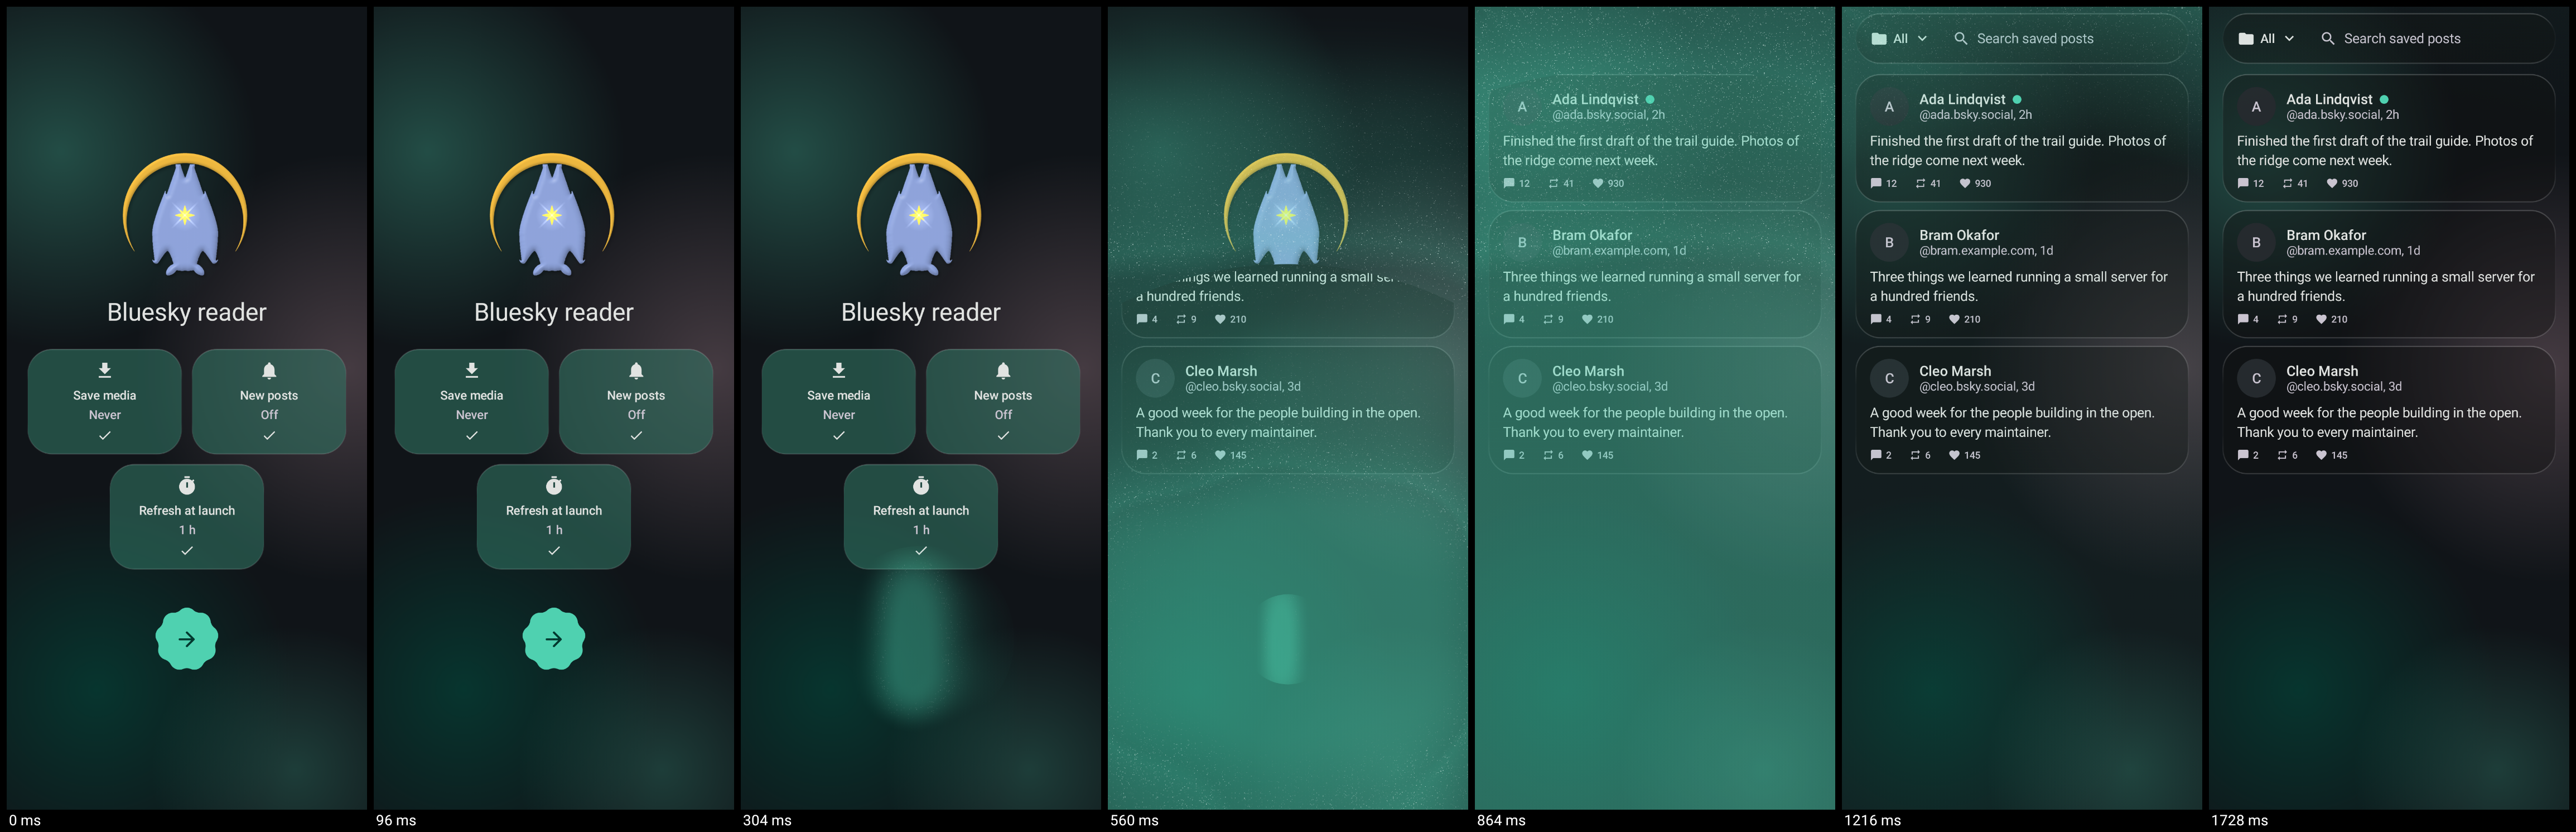 Bluesky reader
Save media
Never
New posts
Off
Refresh at launch
1 h
0 ms
Bluesky reader
Save media
Never
New posts
Off
Refresh at launch
1 h
96 ms
Bluesky reader
Save media
Never
New posts
Off
Refresh at launch
1 h
304 ms
we learned running a small
a hundred friends.
4 9 210
C
Cleo Marsh
@cleo.bsky.social, 3d
A good week for the people building in the open.
Thank you to every maintainer.
2 6 145
560 ms
A
Ada Lindqvist
@ada.bsky.social, 2h
Finished the first draft of the trail guide. Photos of
the ridge come next week.
12 41 930
B
Bram Okafor
@bram.example.com, 1d
Three things we learned running a small server for
a hundred friends.
4 9 210
C
Cleo Marsh
@cleo.bsky.social, 3d
A good week for the people building in the open.
Thank you to every maintainer.
2 6 145
864 ms
All Search saved posts
A
Ada Lindqvist
@ada.bsky.social, 2h
Finished the first draft of the trail guide. Photos of
the ridge come next week.
12 41 930
B
Bram Okafor
@bram.example.com, 1d
Three things we learned running a small server for
a hundred friends.
4 9 210
C
Cleo Marsh
@cleo.bsky.social, 3d
A good week for the people building in the open.
Thank you to every maintainer.
2 6 145
1216 ms
All Search saved posts
A
Ada Lindqvist
@ada.bsky.social, 2h
Finished the first draft of the trail guide. Photos of
the ridge come next week.
12 41 930
B
Bram Okafor
@bram.example.com, 1d
Three things we learned running a small server for
a hundred friends.
4 9 210
C
Cleo Marsh
@cleo.bsky.social, 3d
A good week for the people building in the open.
Thank you to every maintainer.
2 6 145
1728 ms